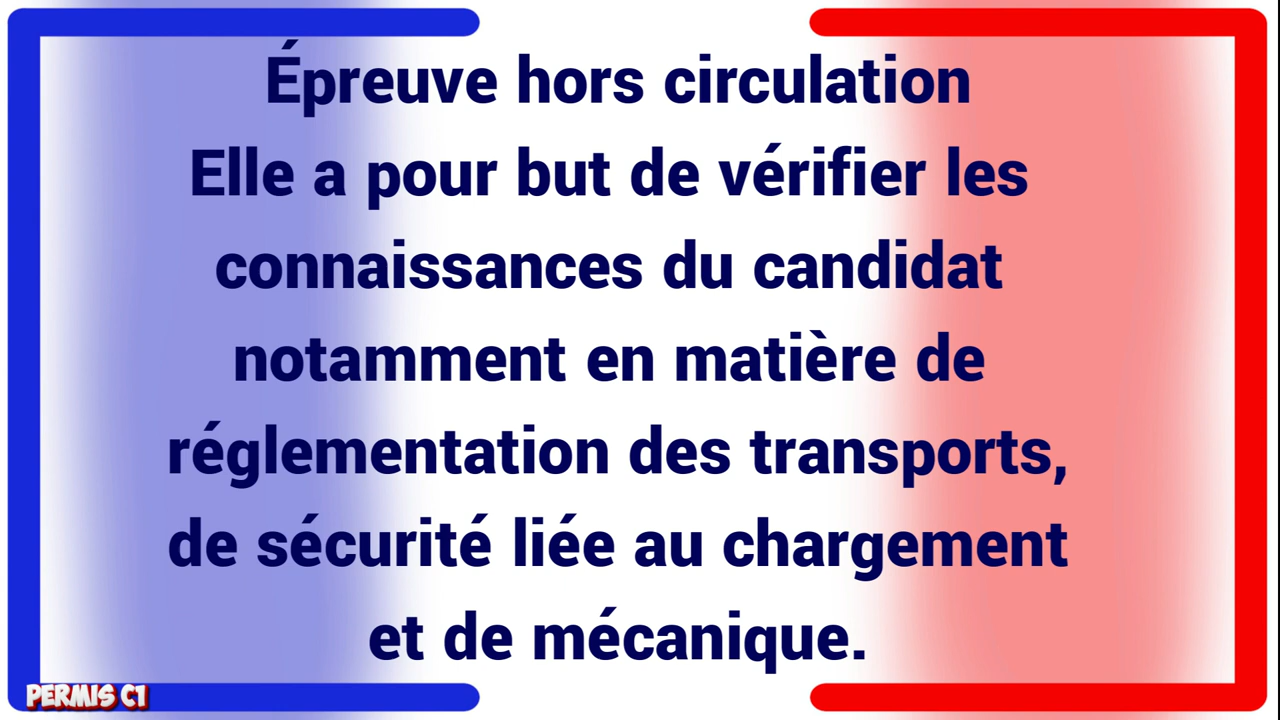 Épreuve hors circulation
Elle a pour but de vérifier les
connaissances du candidat
notamment en matière de
réglementation des transports,
de sécurité liée au chargement
et de mécanique.
PERMIS C1